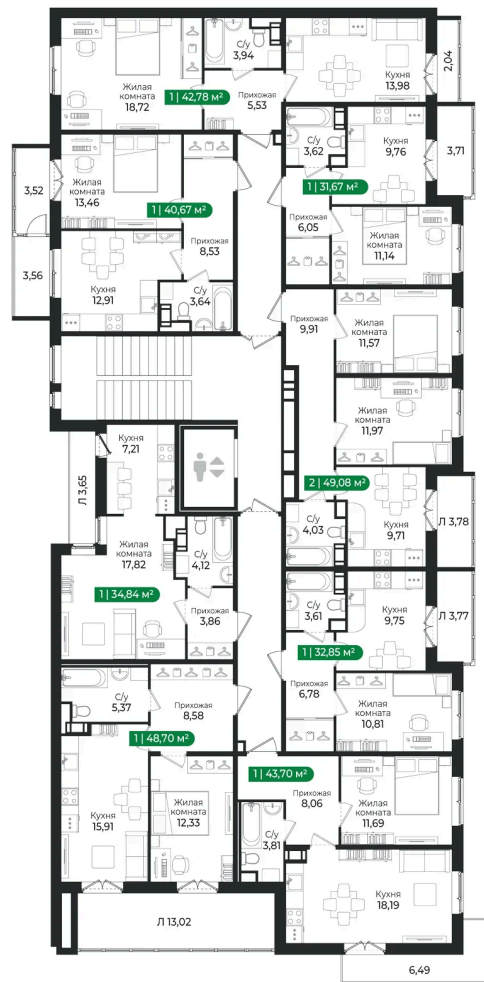 С/у
3,94
Жилая
комната
18,72
1 | 42,78 м²
Прихожая
5,53
Кухня
13,98
2,04
С/у
3,62
Кухня
9,76
3,71
1 | 31,67 м²
Прихожая
6,05
Жилая
комната
11,14
3,52
Жилая
комната
13,46
1 | 40,67 м²
Прихожая
8,53
3,56
Кухня
12,91
С/у
3,64
Прихожая
9,91
Жилая
комната
11,57
Жилая
комната
11,97
2 | 49,08 м²
С/у
4,03
Кухня
9,71
Л 3,78
Кухня
7,21
Л 3,65
Жилая
комната
17,82
С/у
4,12
1 | 34,84 м²
Прихожая
3,86
С/у
3,61
Кухня
9,75
Л 3,77
1 | 32,85 м²
Прихожая
6,78
Жилая
комната
10,81
С/у
5,37
Прихожая
8,58
1 | 48,70 м²
Кухня
15,91
Жилая
комната
12,33
Л 13,02
1 | 43,70 м²
Прихожая
8,06
Жилая
комната
11,69
С/у
3,81
Кухня
18,19
6,49